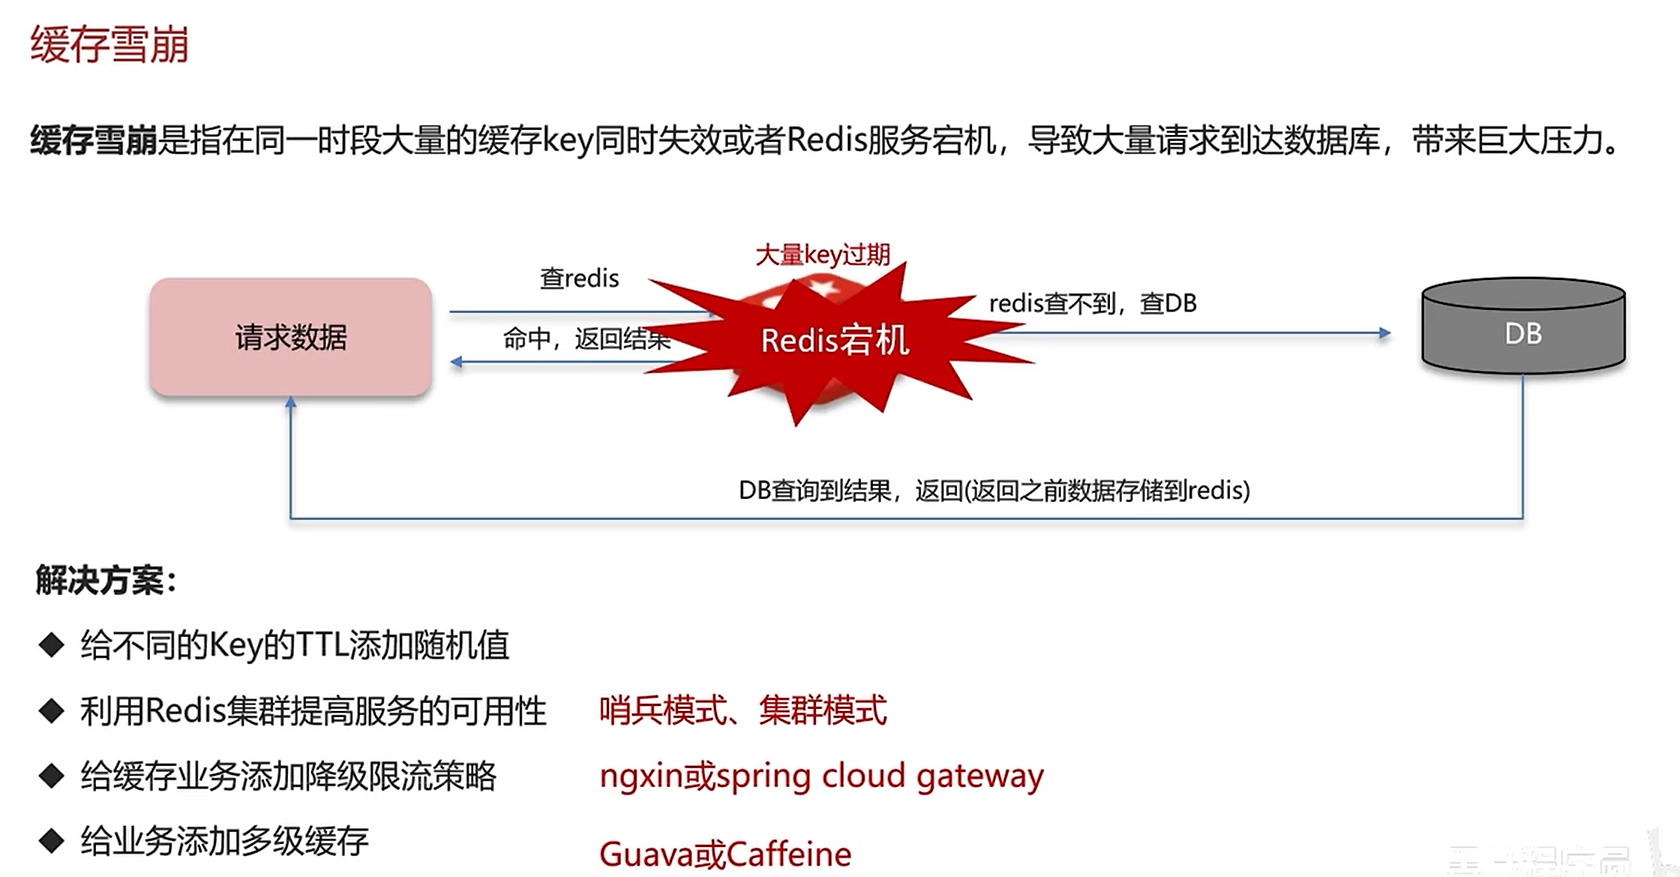 缓存雪崩
缓存雪崩是指在同一时段大量的缓存key同时失效或者Redis服务宕机，导致大量请求到达数据库，带来巨大压力。
大量key过期
查redis
redis查不到，查DB
请求数据
命中，返回结果
Redis宕机
DB
DB查询到结果，返回(返回之前数据存储到redis)
解决方案：
给不同的Key的TTL添加随机值
利用Redis集群提高服务的可用性 哨兵模式、集群模式
给缓存业务添加降级限流策略 ngxin或spring cloud gateway
给业务添加多级缓存 Guava或Caffeine